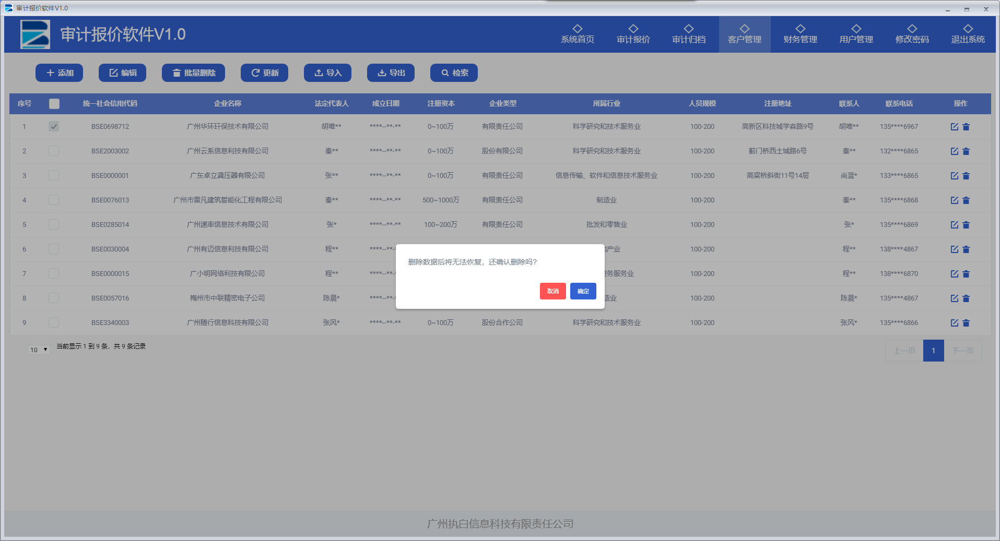 审计报价软件V1.0
审计报价软件V1.0
系统首页 审计报价 审计归档 客户管理 财务管理 用户管理 修改密码 退出系统
添加 编辑 批量删除 更新 导入 导出 检索
序号 统一社会信用代码 企业名称 法定代表人 成立日期 注册资本 企业类型 所属行业 人员规模 注册地址 联系人 联系电话 操作
1 BSE0698712 广州华环玕保技术有限公司 胡唯** ****-**-** 0~100万 有限责任公司 科学研究和技术服务业 100-200 高新区科技城学森路9号 胡唯** 135****6967
2 BSE2003002 广州云系信息利技有限公司 秦** ****-**-** 0~100万 股份有限公司 科学研究和技术服务业 100-200 蓟门桥西土城路6号 秦** 132****6865
3 BSE0000001 广东卓立龚压器有限公司 张** ****-**-** 0~100万 有限责任公司 信息传输、软件和信息技术服务业 100-200 高粱桥斜街11号14层 尚蓝* 133****6865
4 BSE0076013 广州市雷凡建筑誓能化工程有限公司 秦** ****-**-** 500~1000万 有限责任公司 制造业 100-200 秦** 135****6868
5 BSE0285014 广州速率信息技术有限公司 张* ****-**-** 100~200万 有限责任公司 批发和零售业 100-200 张* 135****6869
6 BSE0030004 广州有迈信息利技有限公司 程** ****-**-* 产业 100-200 程** 138****4867
7 BSE0000015 广小明网络利技有限公司 程** ****-**-* 务服务业 100-200 程** 138****6870
8 BSE0057016 梅州市中联精密电子公司 陈晨* ****-**-* 造业 100-200 陈晨* 135****4867
9 BSE3340003 广州随行信息科技有限公司 张风* ****-**-** 0~100万 股份合作公司 科学研究和技术服务业 100-200 张风* 135****6866
删除数据后将无法恢复，还确认删除吗?
取消 确定
10 当前显示 1 到 9 条，共 9 条记录 上一页 1 下一页
广州执白信息科技有限责任公司